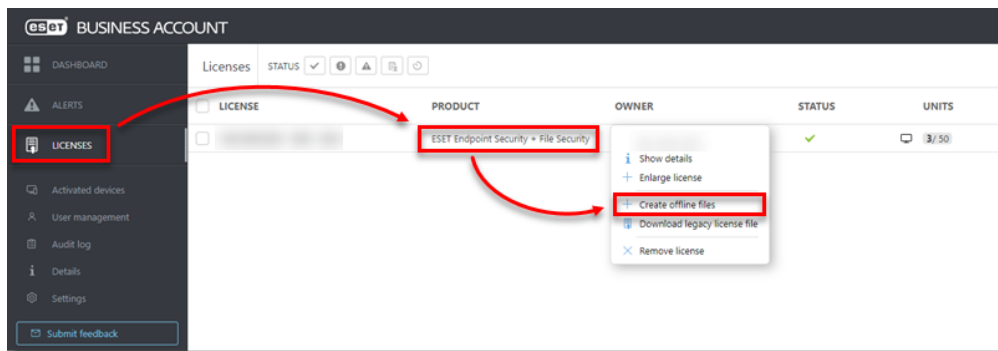 eset BUSINESS ACCOUNT
DASHBOARD
ALERTS
LICENSES
Activated devices
User management
Audit log
Details
Settings
Submit feedback
Licenses STATUS
LICENSE PRODUCT OWNER STATUS UNITS
ESET Endpoint Security + File Security 3/50
Show details
Enlarge license
Create offline files
Download legacy license file
Remove license